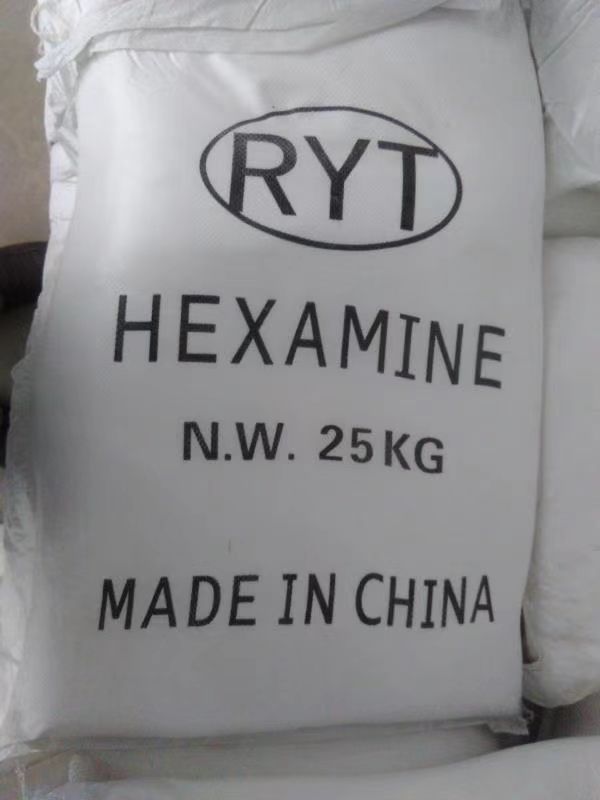 RYT
HEXAMINE
N.W. 25KG
MADE IN CHINA